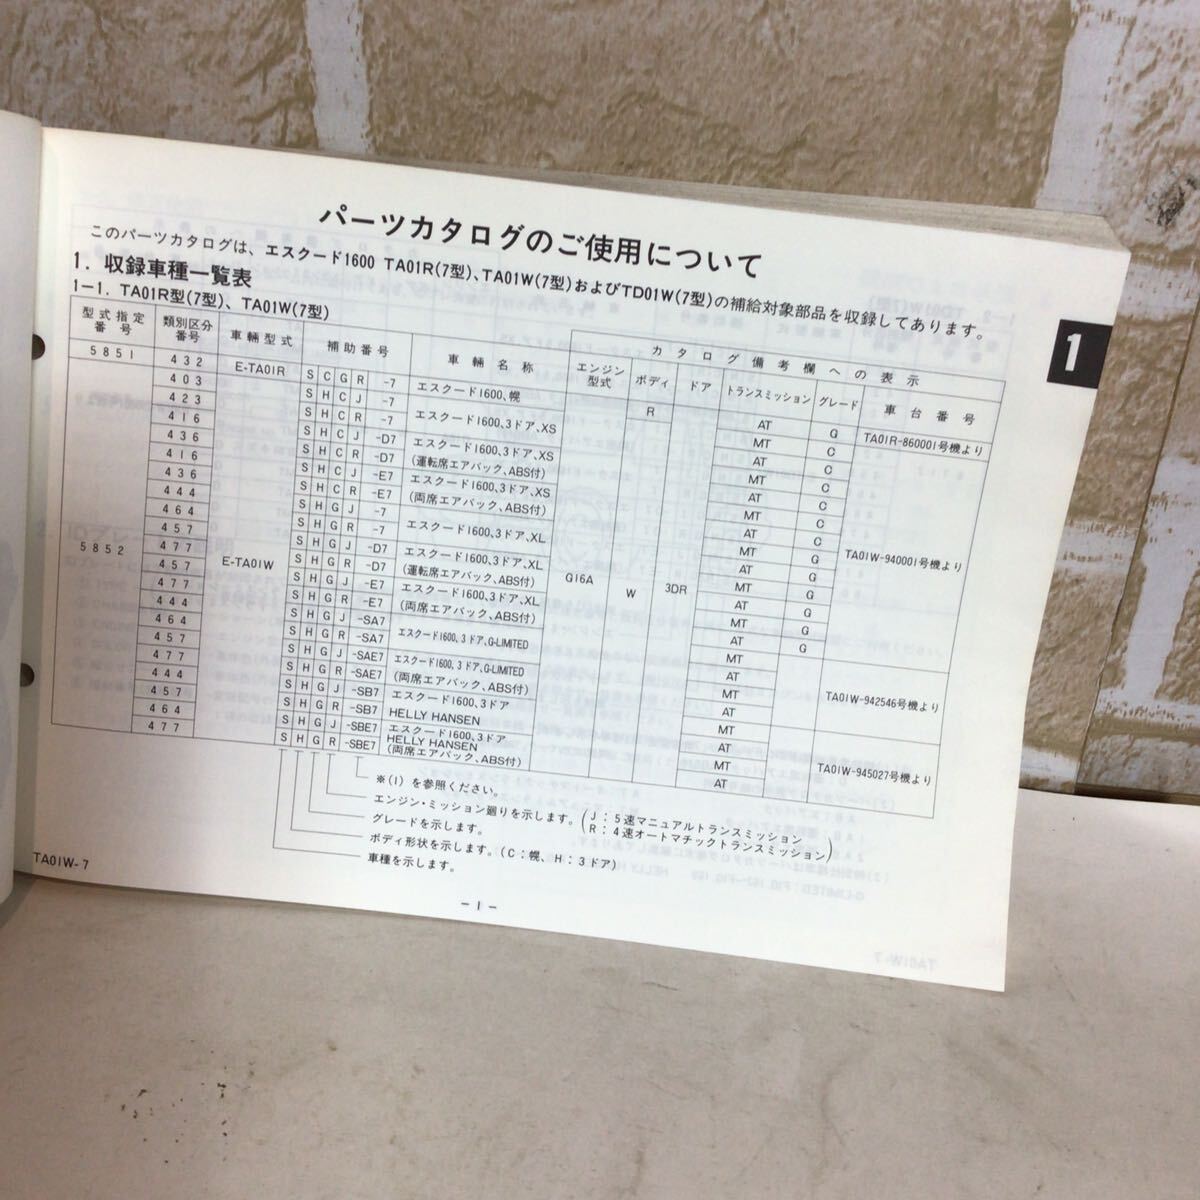 パーツカタログのご使用について
このパーツカタログは、エスクード1600 TA01R(7型)、TA01W(7型)およびTD01W(7型)の補給対象部品を収録してあります。
1. 収録車種一覧表
1-1. TA01R型(7型)、TA01W(7型)
1
型式指定番号 類別区分番号 車輛型式 補助番号 車輛名称 カタログ備考欄への表示
エンジン型式 ボディ ドア トランスミッション グレード 車台番号
5851 432 E-TA01R S C G R -7 エスクード1600、幌 G16A R AT G TA01R-860001号機より
5852 403 E-TA01W S H C J -7 エスクード1600、3ドア、XS W 3DR MT C TA01W-940001号機より
423 S H C R -7 AT C
416 S H C J -D7 エスクード1600、3ドア、XS MT C
436 S H C R -D7 (運転席エアバック、ABS付) AT C
416 S H C J -E7 エスクード1600、3ドア、XS MT C
436 S H C R -E7 (両席エアバック、ABS付) AT C
444 S H G J -7 エスクード1600、3ドア、XL MT G
464 S H G R -7 AT G
457 S H G J -D7 エスクード1600、3ドア、XL MT G
477 S H G R -D7 (運転席エアバック、ABS付) AT G
457 S H G J -E7 エスクード1600、3ドア、XL MT G
477 S H G R -E7 (両席エアバック、ABS付) AT G
444 S H G J -SA7 エスクード1600、3ドア、G-LIMITED MT TA01W-942546号機より
464 S H G R -SA7 AT
457 S H G J -SAE7 エスクード1600、3ドア、G-LIMITED MT
477 S H G R -SAE7 (両席エアバック、ABS付) AT
444 S H G J -SB7 エスクード1600、3ドア MT TA01W-945027号機より
457 S H G R -SB7 HELLY HANSEN AT
464 S H G J -SBE7 エスクード1600、3ドア MT
477 S H G R -SBE7 HELLY HANSEN (両席エアバック、ABS付) AT
※(1)を参照ください。
エンジン・ミッション廻りを示します。(J:5速マニュアルトランスミッション
R:4速オートマチックトランスミッション)
グレードを示します。
ボディ形状を示します。(C:幌、H:3ドア)
車種を示します。
TA01W-7
-1-